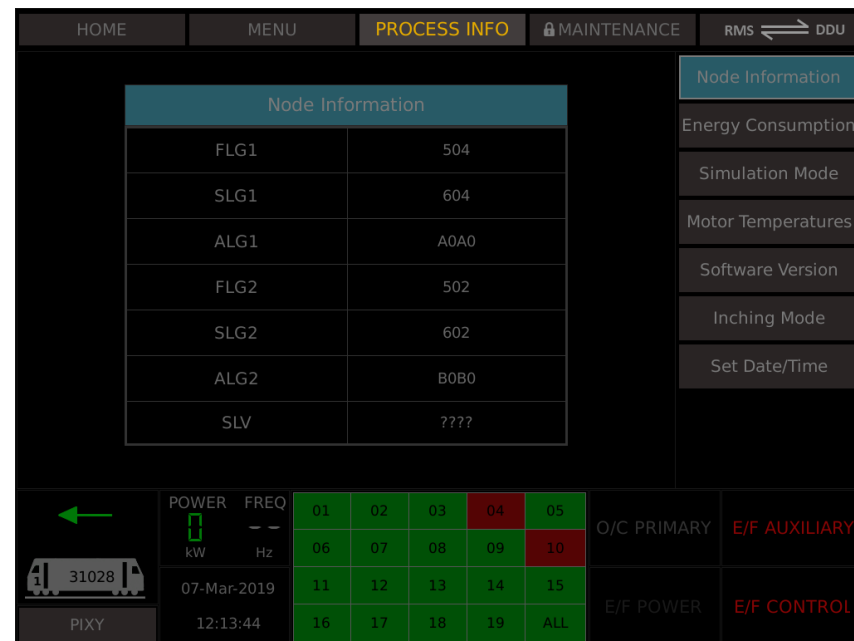 HOME MENU PROCESS INFO MAINTENANCE RMS DDU
Node Information
Node Information
Energy Consumption
FLG1 504
Simulation Mode
SLG1 604
Motor Temperatures
ALG1 A0A0
Software Version
FLG2 502
Inching Mode
SLG2 602
Set Date/Time
ALG2 B0B0
SLV ????
POWER FREQ
0 --
kW Hz
01 02 03 04 05
O/C PRIMARY E/F AUXILIARY
06 07 08 09 10
1 31028
07-Mar-2019
11 12 13 14 15
E/F POWER E/F CONTROL
PIXY
12:13:44
16 17 18 19 ALL